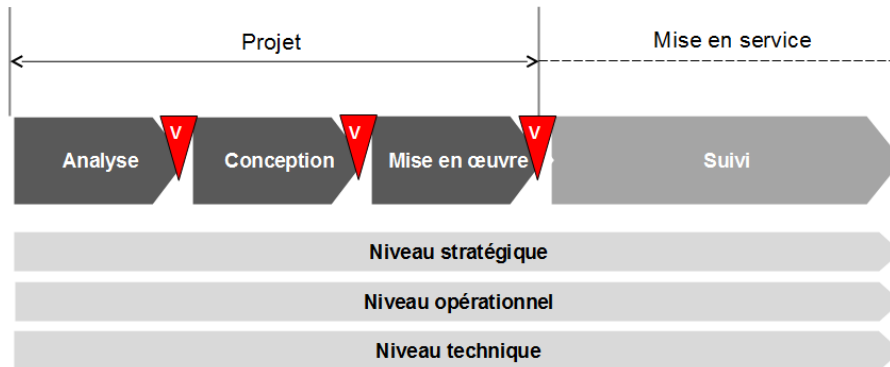 Projet
Mise en service
V
V
V
Analyse
Conception
Mise en œuvre
Suivi
Niveau stratégique
Niveau opérationnel
Niveau technique